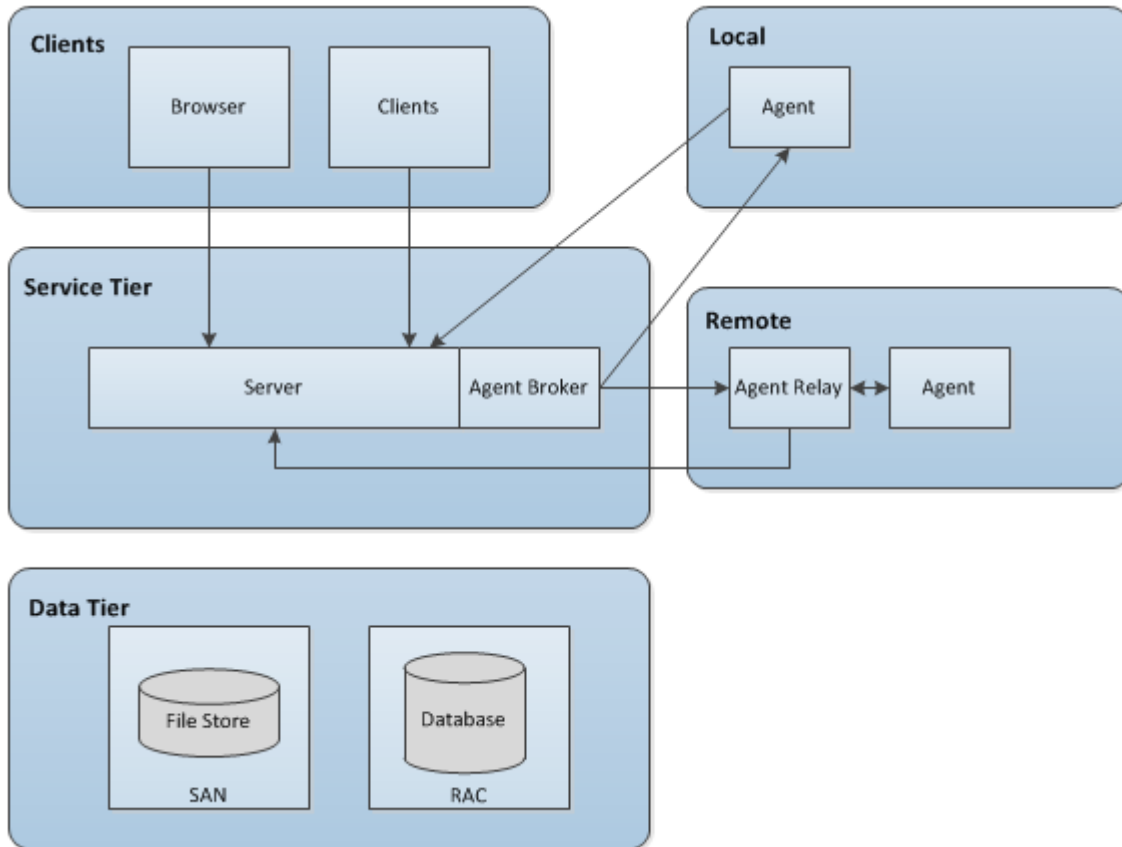 Clients
Browser
Clients
Local
Agent
Service Tier
Server
Agent Broker
Remote
Agent Relay
Agent
Data Tier
File Store
SAN
Database
RAC